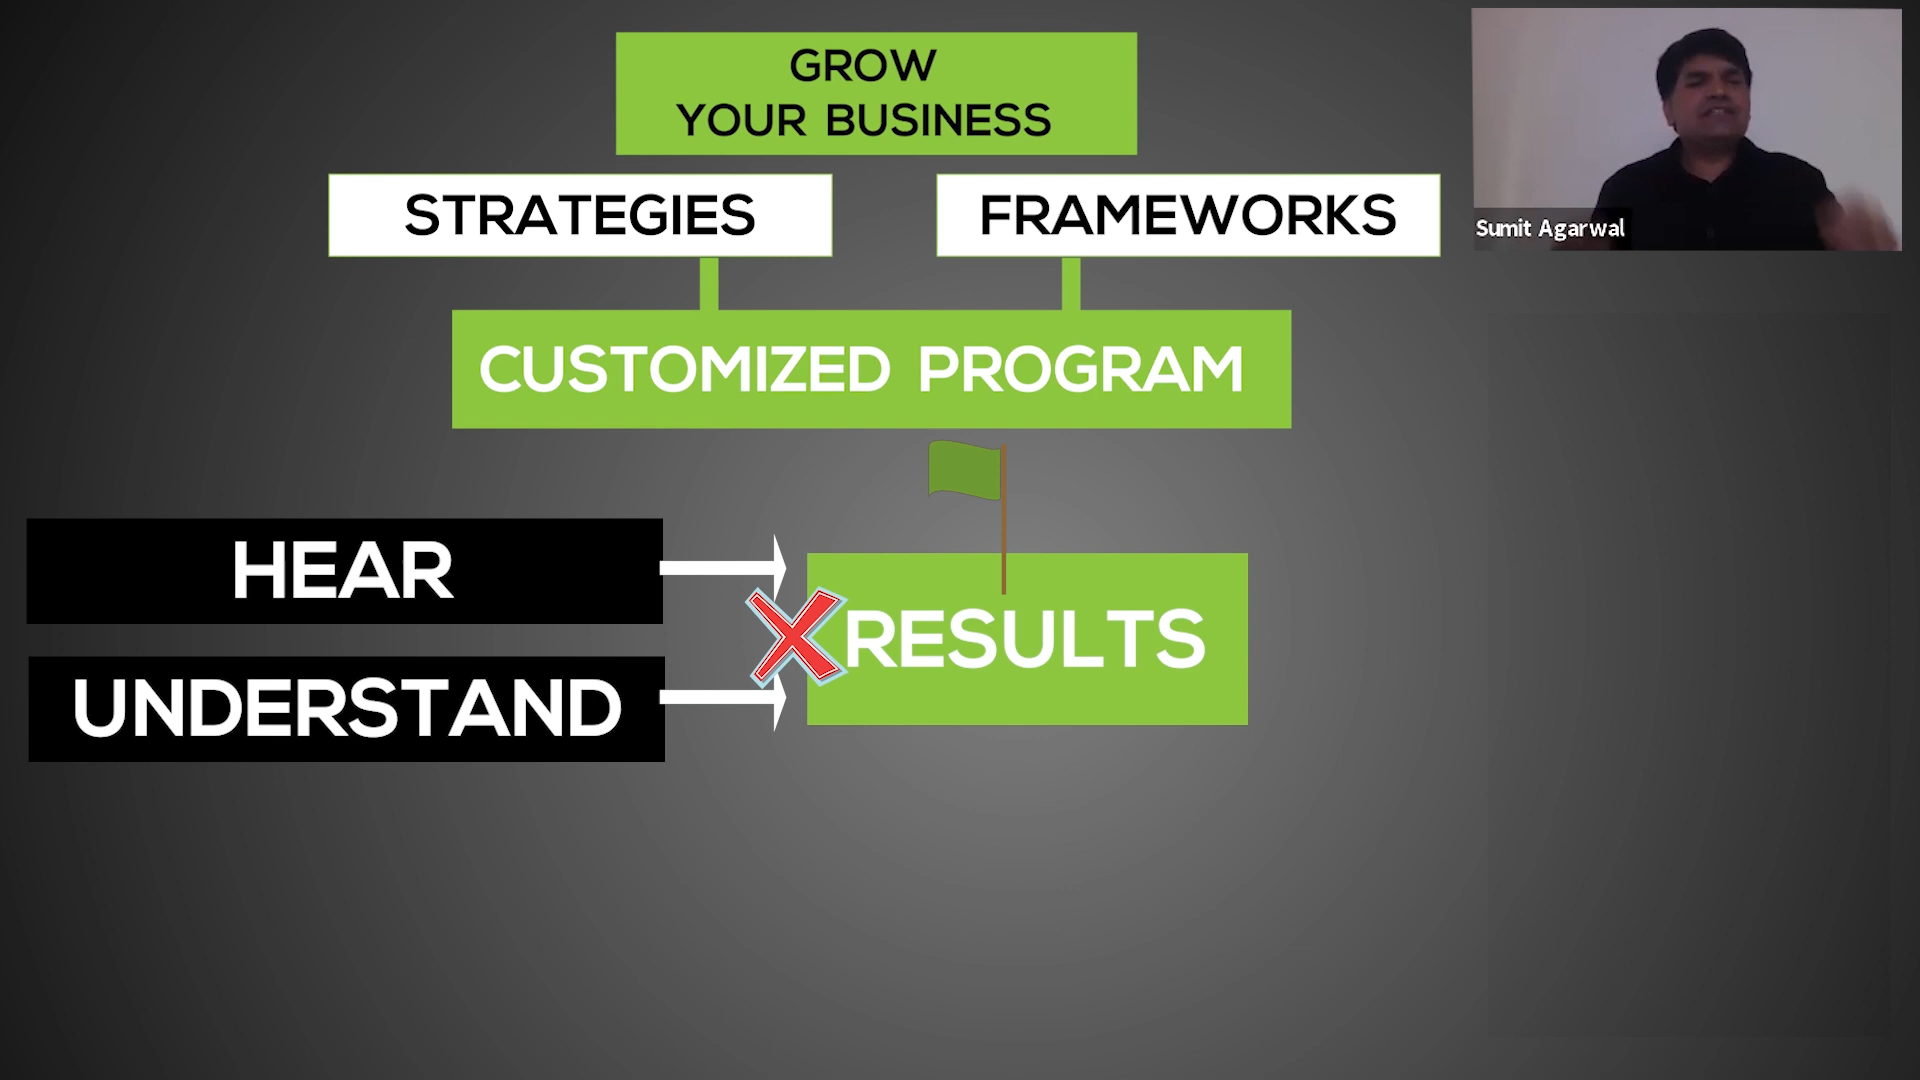 GROW
YOUR BUSINESS
STRATEGIES
FRAMEWORKS
Sumit Agarwal
CUSTOMIZED PROGRAM
HEAR
RESULTS
UNDERSTAND